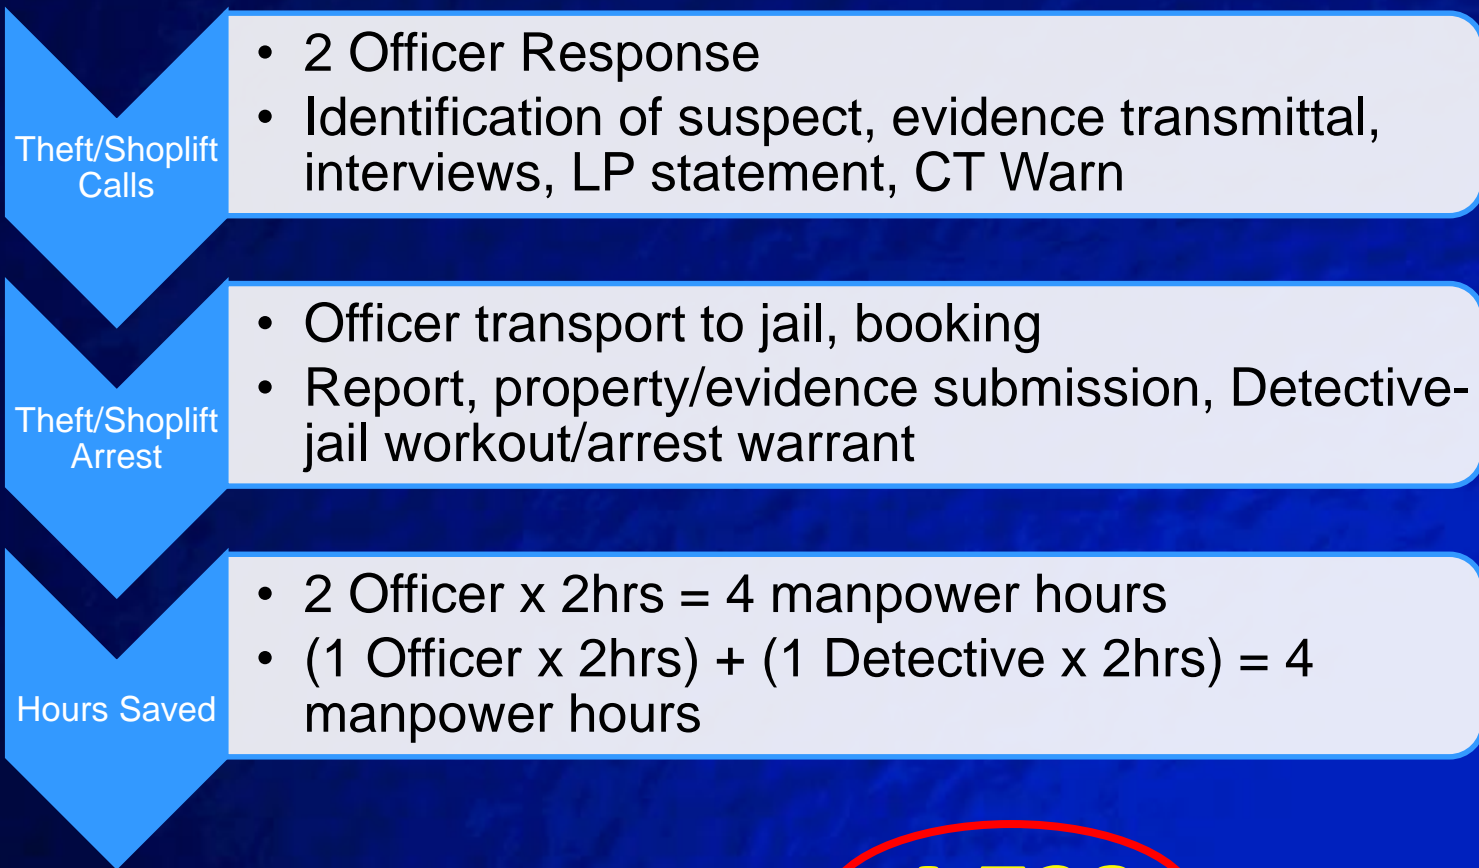 Theft/Shoplift
Calls
• 2 Officer Response
• Identification of suspect, evidence transmittal,
interviews, LP statement, CT Warn
Theft/Shoplift
Arrest
• Officer transport to jail, booking
• Report, property/evidence submission, Detective-
jail workout/arrest warrant
Hours Saved
• 2 Officer x 2hrs = 4 manpower hours
• (1 Officer x 2hrs) + (1 Detective x 2hrs) = 4
manpower hours